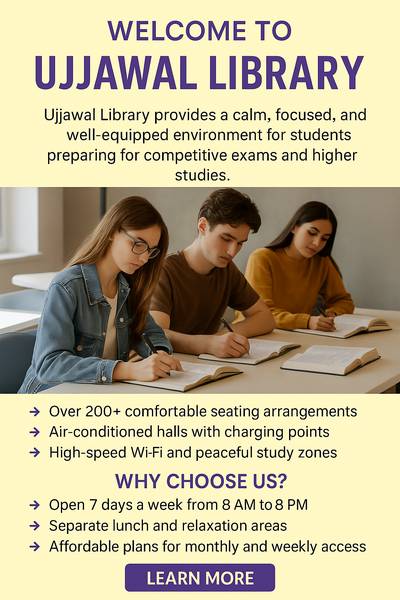 WELCOME TO
UJJAWAL LIBRARY
Ujjawal Library provides a calm, focused, and
well-equipped environment for students
preparing for competitive exams and higher
studies.
→ Over 200+ comfortable seating arrangements
→ Air-conditioned halls with charging points
→ High-speed Wi-Fi and peaceful study zones
WHY CHOOSE US?
→ Open 7 days a week from 8 AM to 8 PM
→ Separate lunch and relaxation areas
→ Affordable plans for monthly and weekly access
LEARN MORE